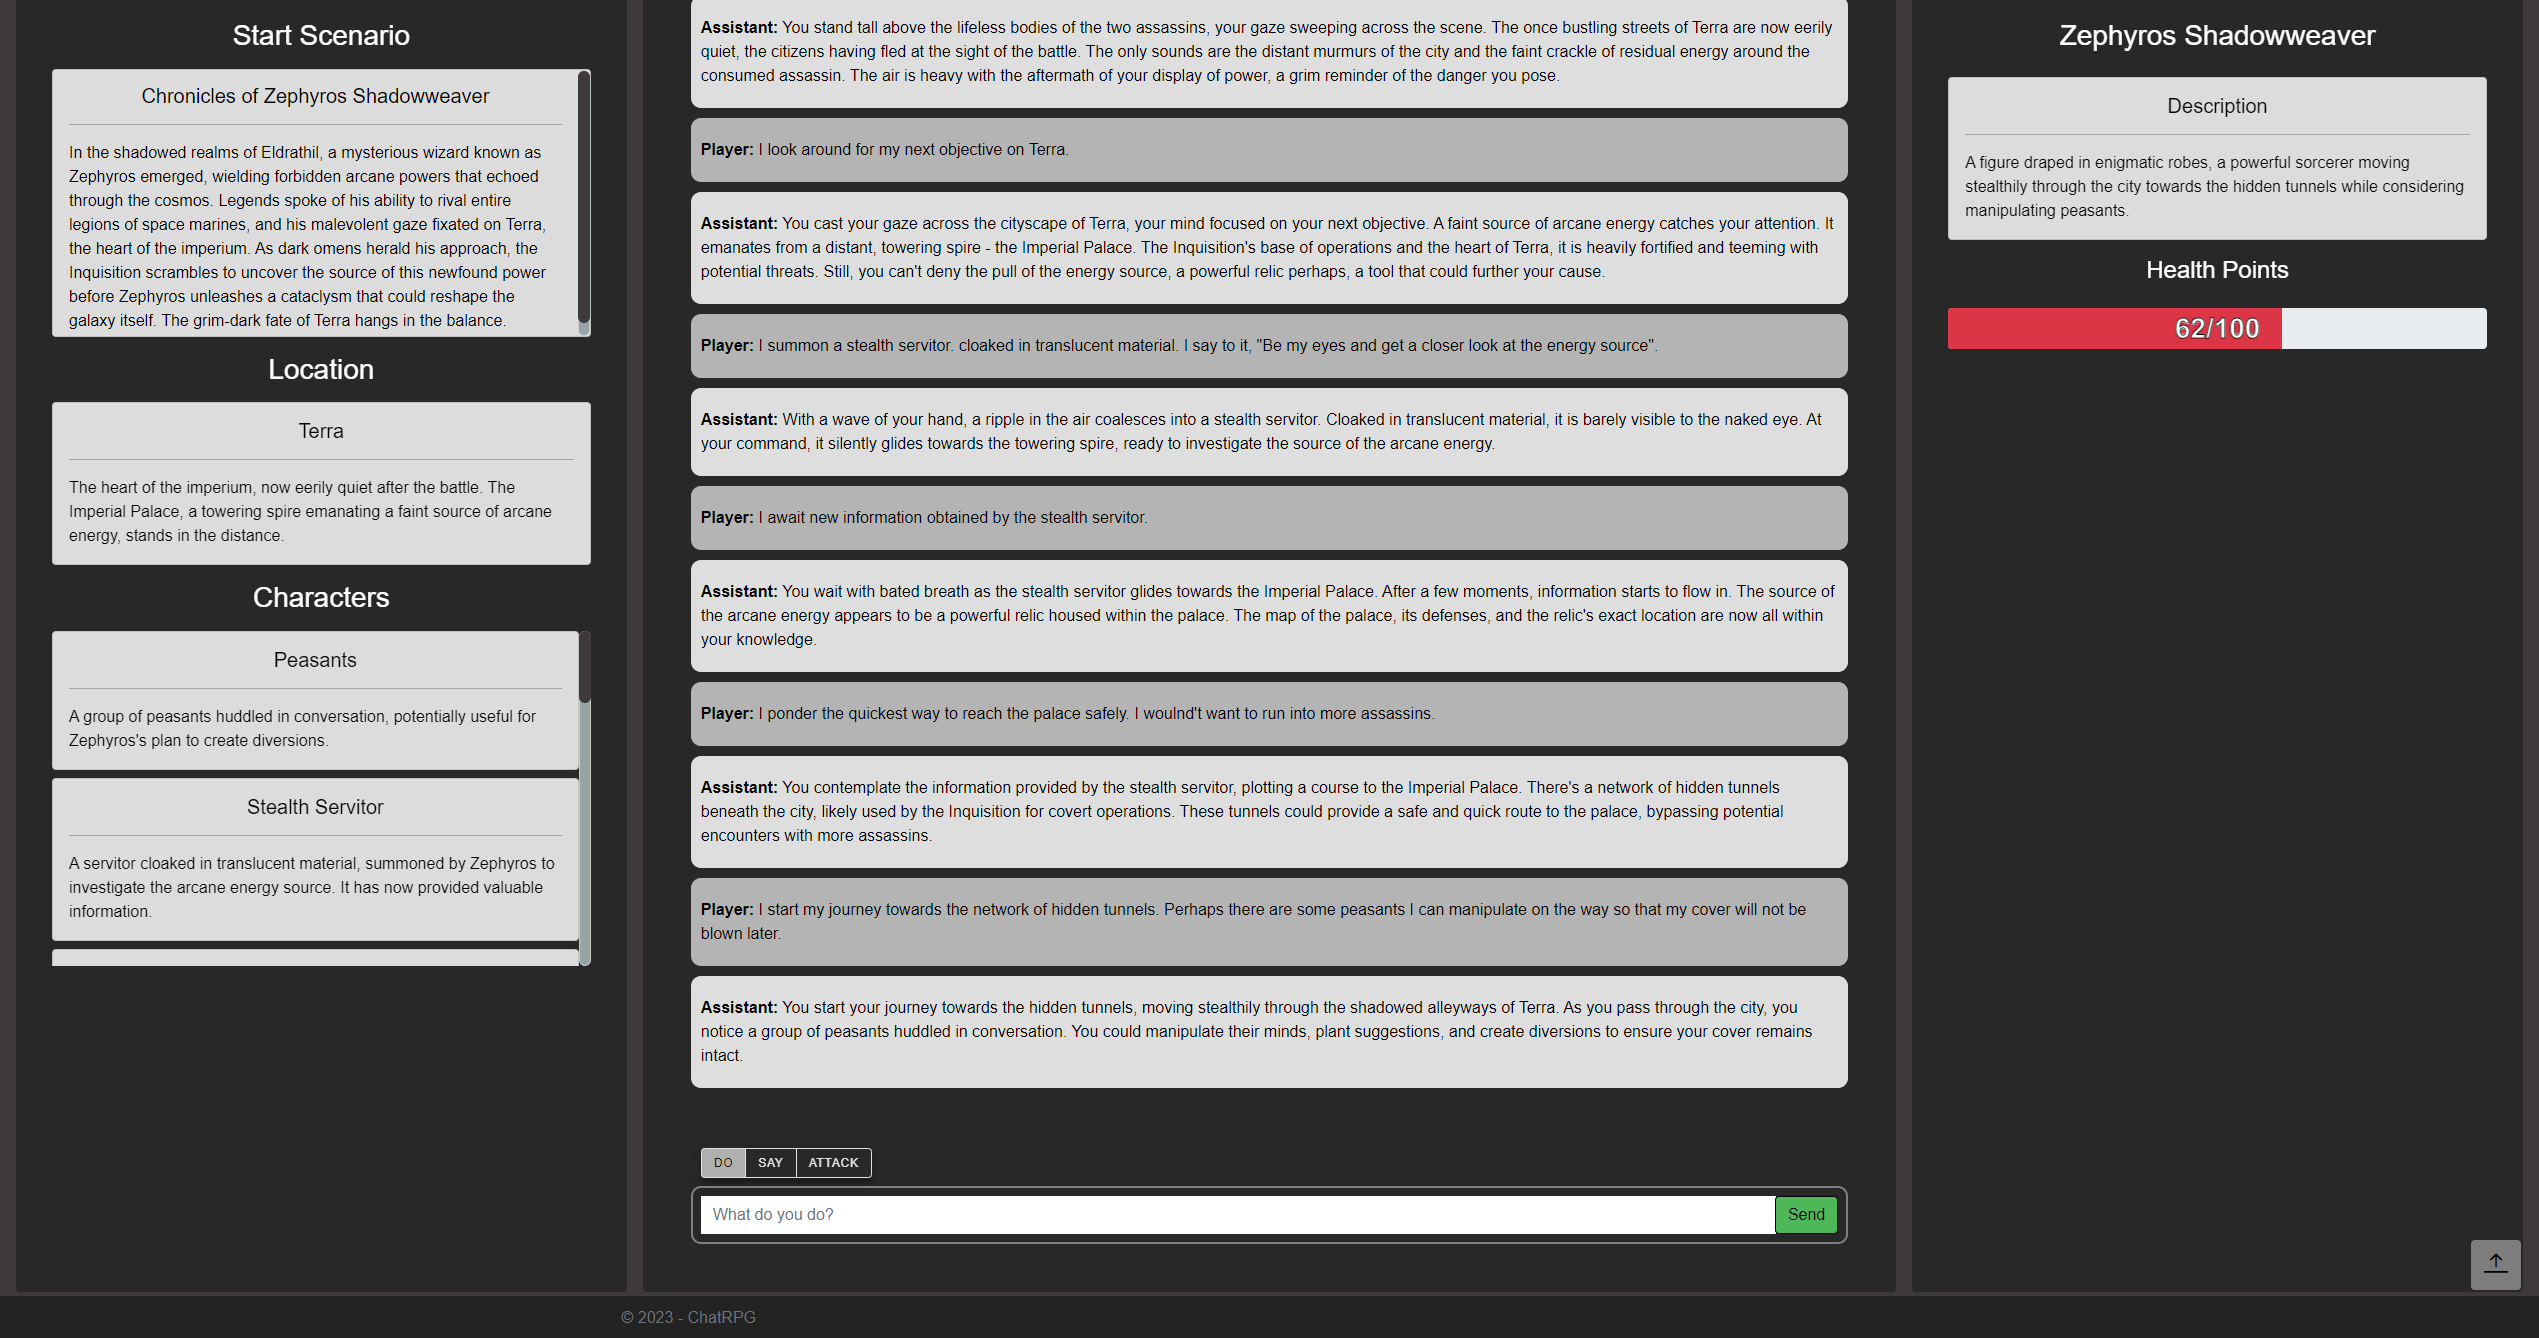 Start Scenario
Chronicles of Zephyros Shadowweaver
In the shadowed realms of Eldrathil, a mysterious wizard known as
Zephyros emerged, wielding forbidden arcane powers that echoed
through the cosmos. Legends spoke of his ability to rival entire
legions of space marines, and his malevolent gaze fixated on Terra,
the heart of the imperium. As dark omens herald his approach, the
Inquisition scrambles to uncover the source of this newfound power
before Zephyros unleashes a cataclysm that could reshape the
galaxy itself. The grim-dark fate of Terra hangs in the balance.
Location
Terra
The heart of the imperium, now eerily quiet after the battle. The
Imperial Palace, a towering spire emanating a faint source of arcane
energy, stands in the distance.
Characters
Peasants
A group of peasants huddled in conversation, potentially useful for
Zephyros's plan to create diversions.
Stealth Servitor
A servitor cloaked in translucent material, summoned by Zephyros to
investigate the arcane energy source. It has now provided valuable
information.
Assistant: You stand tall above the lifeless bodies of the two assassins, your gaze sweeping across the scene. The once bustling streets of Terra are now eerily
quiet, the citizens having fled at the sight of the battle. The only sounds are the distant murmurs of the city and the faint crackle of residual energy around the
consumed assassin. The air is heavy with the aftermath of your display of power, a grim reminder of the danger you pose.
Player: I look around for my next objective on Terra.
Assistant: You cast your gaze across the cityscape of Terra, your mind focused on your next objective. A faint source of arcane energy catches your attention. It
emanates from a distant, towering spire - the Imperial Palace. The Inquisition's base of operations and the heart of Terra, it is heavily fortified and teeming with
potential threats. Still, you can't deny the pull of the energy source, a powerful relic perhaps, a tool that could further your cause.
Player: I summon a stealth servitor. cloaked in translucent material. I say to it, "Be my eyes and get a closer look at the energy source".
Assistant: With a wave of your hand, a ripple in the air coalesces into a stealth servitor. Cloaked in translucent material, it is barely visible to the naked eye. At
your command, it silently glides towards the towering spire, ready to investigate the source of the arcane energy.
Player: I await new information obtained by the stealth servitor.
Assistant: You wait with bated breath as the stealth servitor glides towards the Imperial Palace. After a few moments, information starts to flow in. The source of
the arcane energy appears to be a powerful relic housed within the palace. The map of the palace, its defenses, and the relic's exact location are now all within
your knowledge.
Player: I ponder the quickest way to reach the palace safely. I woulnd't want to run into more assassins.
Assistant: You contemplate the information provided by the stealth servitor, plotting a course to the Imperial Palace. There's a network of hidden tunnels
beneath the city, likely used by the Inquisition for covert operations. These tunnels could provide a safe and quick route to the palace, bypassing potential
encounters with more assassins.
Player: I start my journey towards the network of hidden tunnels. Perhaps there are some peasants I can manipulate on the way so that my cover will not be
blown later.
Assistant: You start your journey towards the hidden tunnels, moving stealthily through the shadowed alleyways of Terra. As you pass through the city, you
notice a group of peasants huddled in conversation. You could manipulate their minds, plant suggestions, and create diversions to ensure your cover remains
intact.
DO SAY ATTACK
What do you do? Send
Zephyros Shadowweaver
Description
A figure draped in enigmatic robes, a powerful sorcerer moving
stealthily through the city towards the hidden tunnels while considering
manipulating peasants.
Health Points
62/100
© 2023 - ChatRPG